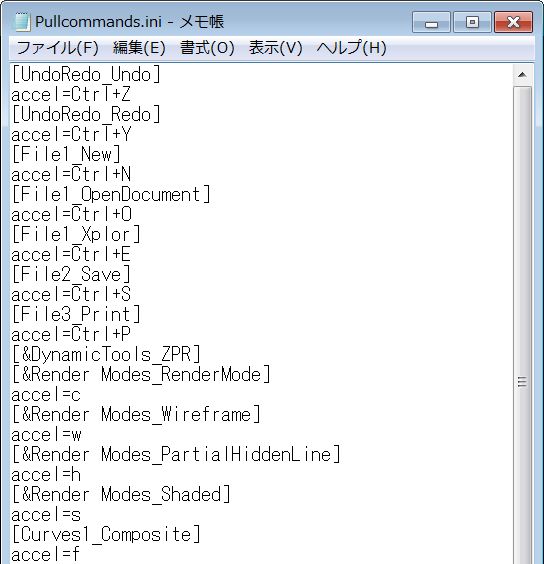 Pullcommands.ini - メモ帳
ファイル(F) 編集(E) 書式(O) 表示(V) ヘルプ(H)
[UndoRedo_Undo]
accel=Ctrl+Z
[UndoRedo_Redo]
accel=Ctrl+Y
[File1_New]
accel=Ctrl+N
[File1_OpenDocument]
accel=Ctrl+O
[File1_Xplor]
accel=Ctrl+E
[File2_Save]
accel=Ctrl+S
[File3_Print]
accel=Ctrl+P
[&DynamicTools_ZPR]
[&Render Modes_RenderMode]
accel=c
[&Render Modes_Wireframe]
accel=w
[&Render Modes_PartialHiddenLine]
accel=h
[&Render Modes_Shaded]
accel=s
[Curves1_Composite]
accel=f